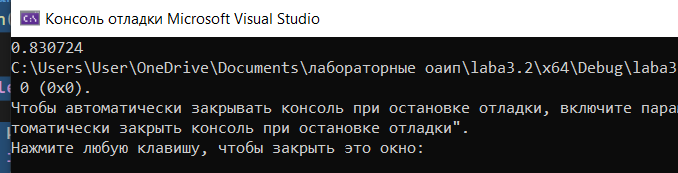 Консоль отладки Microsoft Visual Studio
0.830724
C:\Users\User\OneDrive\Documents\лабораторные оаип\laba3.2\x64\Debug\laba3
0 (0x0).
Чтобы автоматически закрывать консоль при остановке отладки, включите пара
томатически закрыть консоль при остановке отладки".
Нажмите любую клавишу, чтобы закрыть это окно: